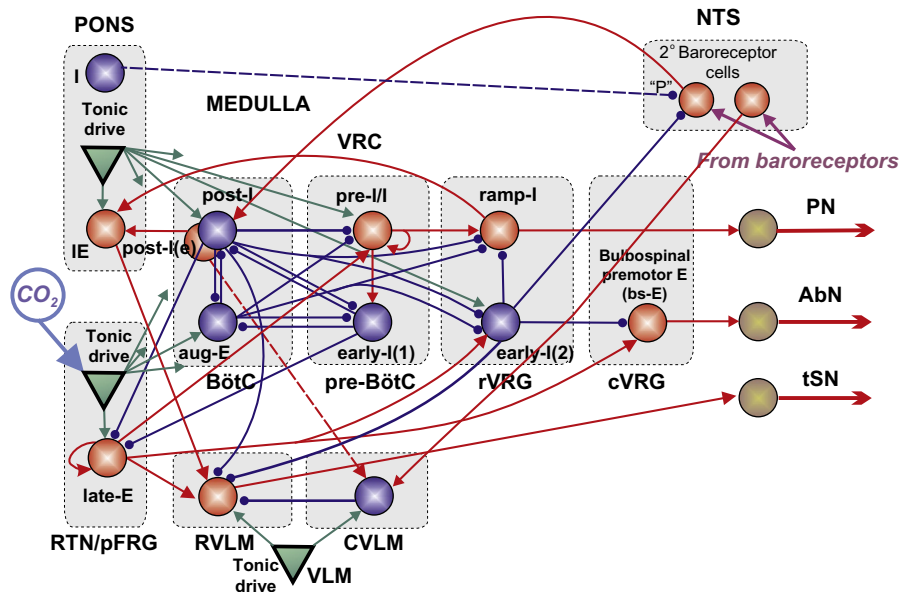 PONS
NTS
I
2° Baroreceptor
cells
"P"
Tonic
drive
MEDULLA
VRC
From baroreceptors
post-I
pre-I/I
ramp-I
PN
IE
post-I(e)
Bulbospinal
premotor E
(bs-E)
CO2
AbN
Tonic
drive
aug-E
early-I(1)
early-I(2)
BötC
pre-BötC
rVRG
cVRG
tSN
late-E
RTN/pFRG
RVLM
CVLM
Tonic
drive
VLM